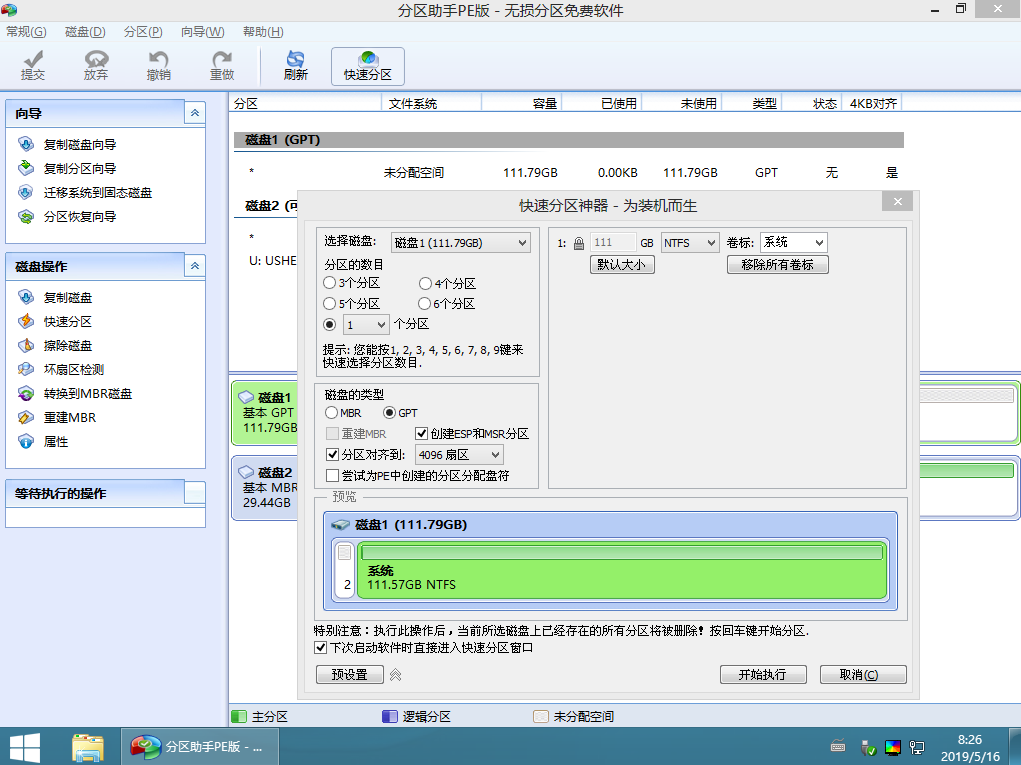 分区助手PE版 - 无损分区免费软件
常规(G) 磁盘(D) 分区(P) 向导(W) 帮助(H)
提交 放弃 撤销 重做 刷新 快速分区
向导
复制磁盘向导
复制分区向导
迁移系统到固态磁盘
分区恢复向导
磁盘操作
复制磁盘
快速分区
擦除磁盘
坏扇区检测
转换到MBR磁盘
重建MBR
属性
等待执行的操作
分区 文件系统 容量 已使用 未使用 类型 状态 4KB对齐
磁盘1 (GPT)
* 未分配空间 111.79GB 0.00KB 111.79GB GPT 无 是
磁盘2 (可
*
U: USHE
磁盘1
基本 GPT
111.79GB
磁盘2
基本 MBR
29.44GB
快速分区神器 - 为装机而生
选择磁盘: 磁盘1 (111.79GB)
分区的数目
3个分区 4个分区
5个分区 6个分区
1 个分区
提示: 您能按1, 2, 3, 4, 5, 6, 7, 8, 9键来
快速选择分区数目.
磁盘的类型
MBR GPT
重建MBR 创建ESP和MSR分区
分区对齐到: 4096 扇区
尝试为PE中创建的分区分配盘符
1: 111 GB NTFS 卷标: 系统
默认大小 移除所有卷标
预览
磁盘1 (111.79GB)
2
系统
111.57GB NTFS
特别注意：执行此操作后，当前所选磁盘上已经存在的所有分区将被删除！按回车键开始分区.
下次启动软件时直接进入快速分区窗口
预设置 开始执行 取消(C)
主分区 逻辑分区 未分配空间
分区助手PE版 - ...
8:26
2019/5/16